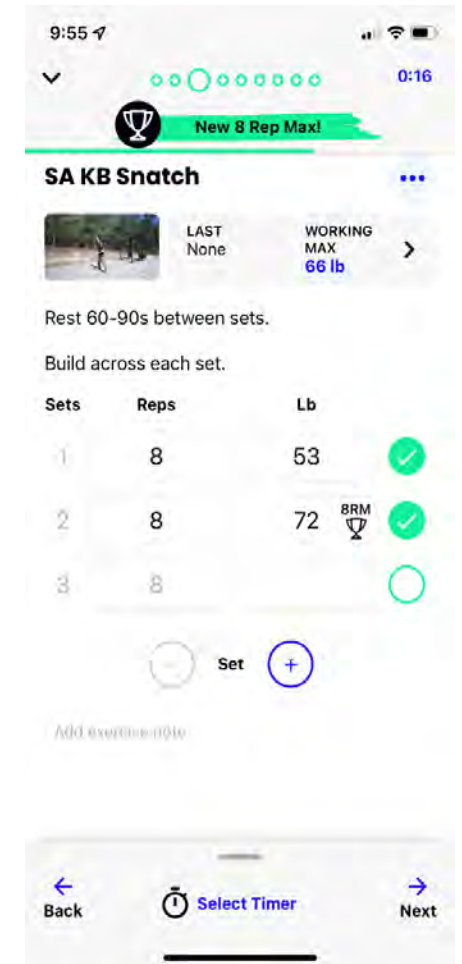 9:55
0:16
New 8 Rep Max!
SA KB Snatch
LAST
None
WORKING
MAX
66 lb
Rest 60-90s between sets.
Build across each set.
Sets Reps Lb
1 8 53
2 8 72 8RM
3 8
- Set +
Add exercise note
Back
Select Timer
Next